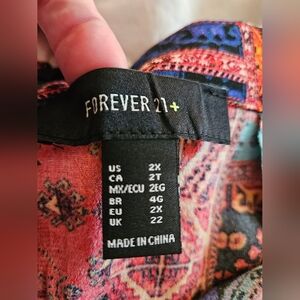 FOREVER 21+
US 2X
CA 2T
MX/ECU 2EG
BR 4G
EU 2X
UK 22
MADE IN CHINA